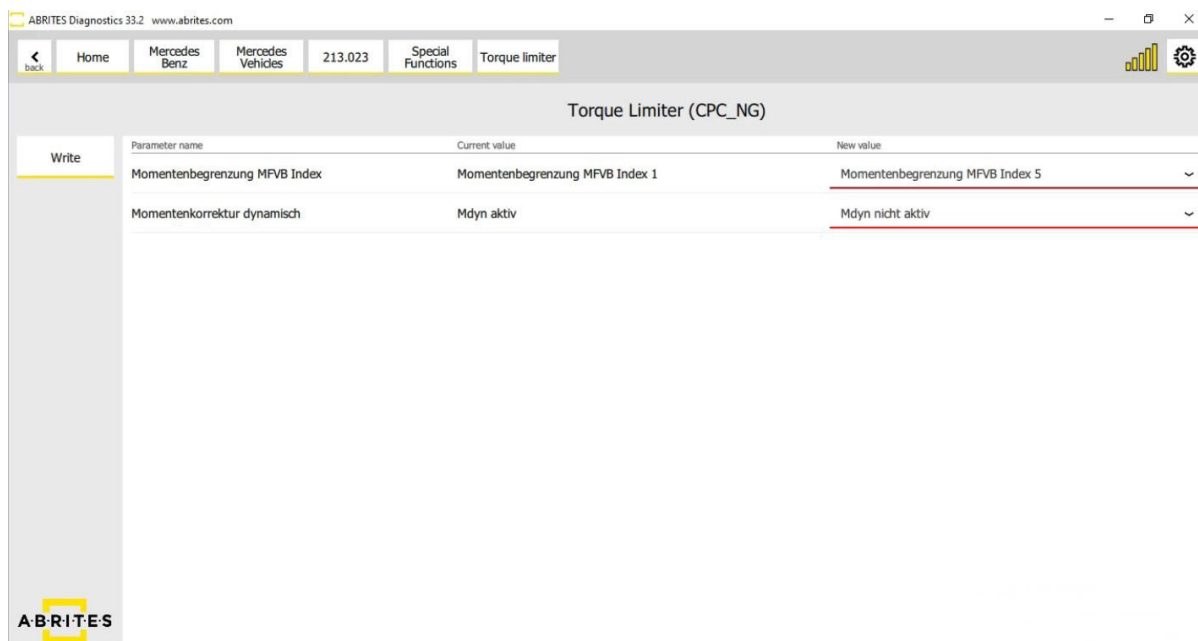 ABRITES Diagnostics 33.2 www.abrites.com
back
Home
Mercedes
Benz
Mercedes
Vehicles
213.023
Special
Functions
Torque limiter
Torque Limiter (CPC_NG)
Write
Parameter name Current value New value
Momentenbegrenzung MFVB Index Momentenbegrenzung MFVB Index 1 Momentenbegrenzung MFVB Index 5
Momentenkorrektur dynamisch Mdyn aktiv Mdyn nicht aktiv
A·B·R·I·T·E·S